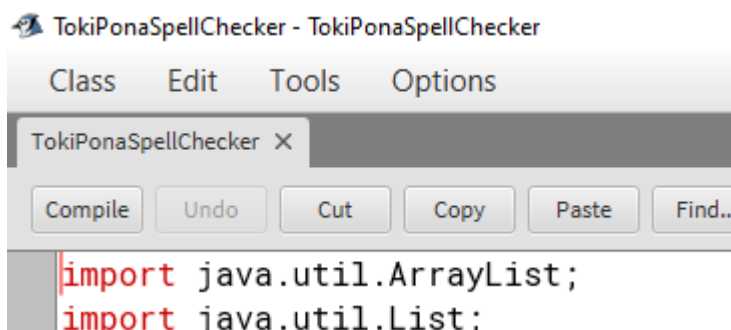 TokiPonaSpellChecker - TokiPonaSpellChecker
Class Edit Tools Options
TokiPonaSpellChecker ×
Compile Undo Cut Copy Paste Find..
import java.util.ArrayList;
import java.util.List;